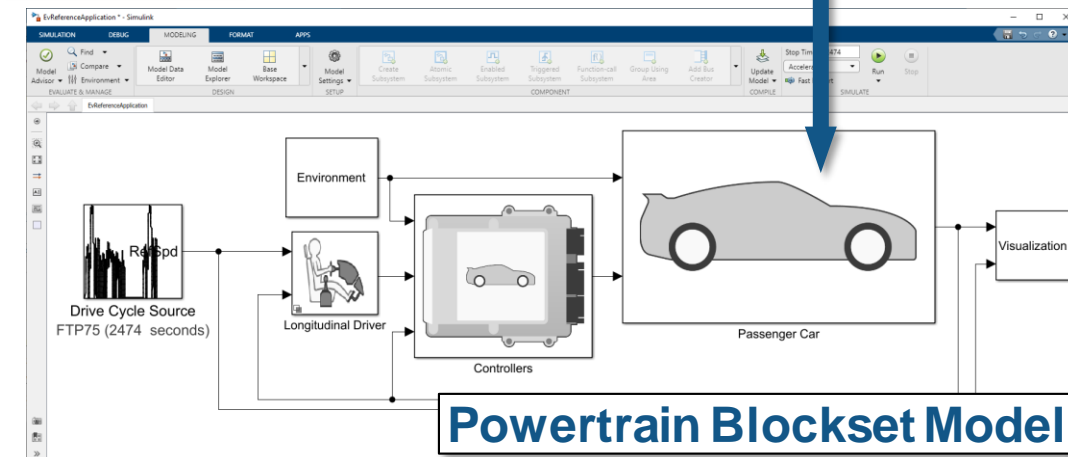 EvReferenceApplication * - Simulink
SIMULATION DEBUG MODELING FORMAT APPS
Model Advisor
Find
Compare
Environment
EVALUATE & MANAGE
Model Data Editor
Model Explorer
Base Workspace
DESIGN
Model Settings
SETUP
Create Subsystem
Atomic Subsystem
Enabled Subsystem
Triggered Subsystem
Function-call Subsystem
Group Using Area
Add Bus Creator
COMPONENT
Update Model
COMPILE
Stop Tim 474
Accelera
Fast
Run
Stop
SIMULATE
EvReferenceApplication
Environment
RefSpd
Drive Cycle Source
FTP75 (2474 seconds)
Longitudinal Driver
Controllers
Passenger Car
Visualization
Powertrain Blockset Model